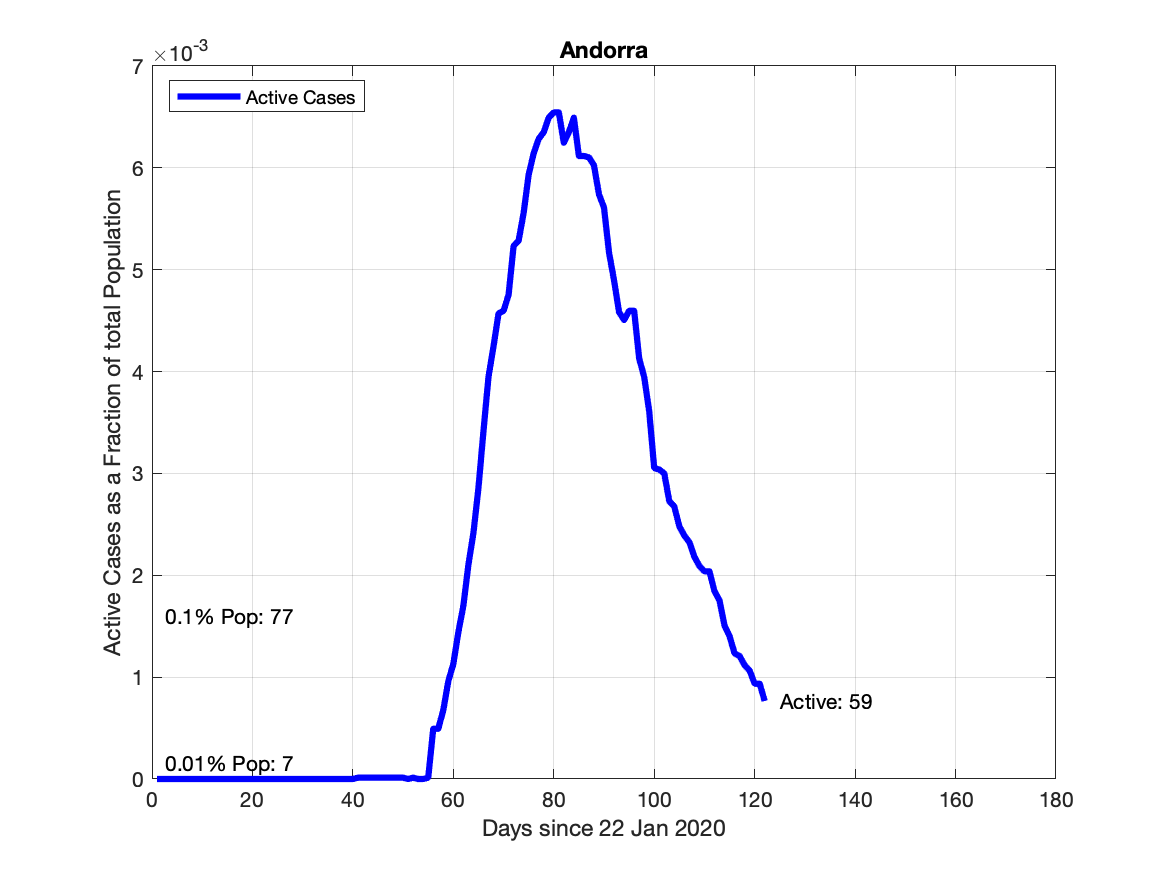 Andorra
×10-3
Active Cases
7
6
5
4
3
2
1
0
Active Cases as a Fraction of total Population
0.1% Pop: 77
0.01% Pop: 7
Active: 59
0 20 40 60 80 100 120 140 160 180
Days since 22 Jan 2020